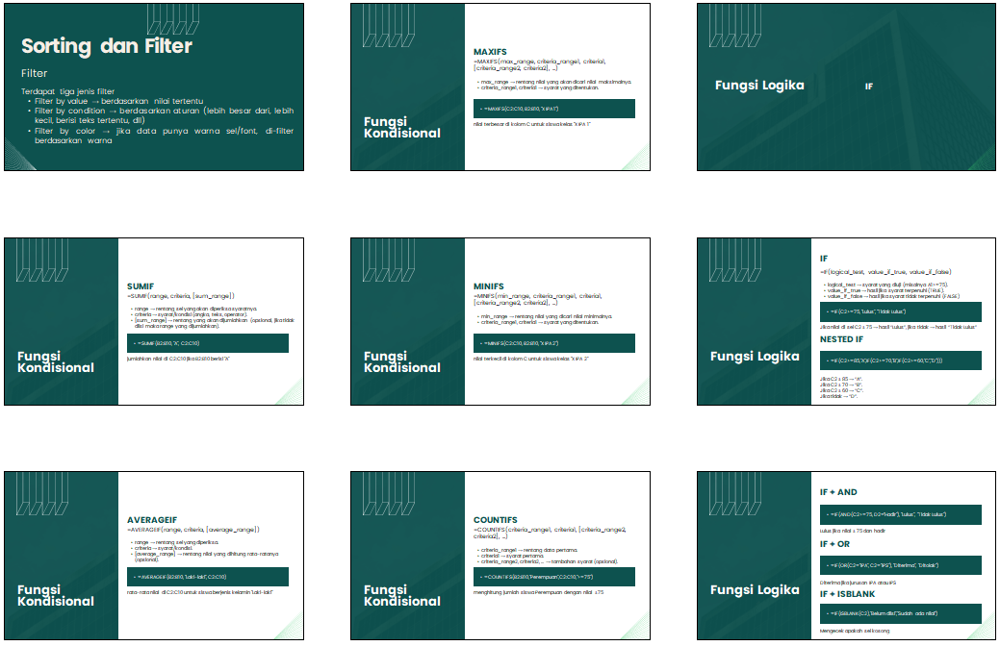 Sorting dan Filter
Filter
Terdapat tiga jenis filter
• Filter by value → berdasarkan nilai tertentu
• Filter by condition → berdasarkan aturan (lebih besar dari, lebih
kecil, berisi teks tertentu, dll)
• Filter by color → jika data punya warna sel/font, di-filter
berdasarkan warna
Fungsi
Kondisional
MAXIFS
=MAXIFS(max_range, criteria_range1, criteria1,
[criteria_range2, criteria2], …)
• max_range → rentang nilai yang akan dicari nilai maksimalnya.
• criteria_range1, criteria1 → syarat yang ditentukan.
• =MAXIFS(C2:C10, B2:B10, "X IPA 1")
nilai terbesar di kolom C untuk siswa kelas "X IPA 1"
Fungsi Logika
IF
Fungsi
Kondisional
SUMIF
=SUMIF(range, criteria, [sum_range])
• range → rentang sel yang akan diperiksa syaratnya.
• criteria → syarat/kondisi (angka, teks, operator).
• [sum_range] → rentang yang akan dijumlahkan (opsional, jika tidak
diisi maka range yang dijumlahkan).
• =SUMIF(B2:B10, "A", C2:C10)
jumlahkan nilai di C2:C10 jika B2:B10 berisi "A"
Fungsi
Kondisional
MINIFS
=MINIFS(min_range, criteria_range1, criteria1,
[criteria_range2, criteria2], …)
• min_range → rentang nilai yang dicari nilai minimalnya.
• criteria_range1, criteria1 → syarat yang ditentukan.
• =MINIFS(C2:C10, B2:B10, "X IPA 2")
nilai terkecil di kolom C untuk siswa kelas "X IPA 2"
Fungsi Logika
IF
=IF(logical_test, value_if_true, value_if_false)
• logical_test → syarat yang diuji (misalnya A1>=75).
• value_if_true → hasil jika syarat terpenuhi (TRUE).
• value_if_false → hasil jika syarat tidak terpenuhi (FALSE)
• =IF(C2>=75, "Lulus", "Tidak Lulus")
Jika nilai di sel C2 ≥ 75 → hasil "Lulus", jika tidak → hasil "Tidak Lulus"
NESTED IF
• =IF(C2>=85,"A",IF(C2>=70,"B",IF(C2>=60,"C","D")))
Jika C2 ≥ 85 → "A".
Jika C2 ≥ 70 → "B".
Jika C2 ≥ 60 → "C".
Jika tidak → "D".
Fungsi
Kondisional
AVERAGEIF
=AVERAGEIF(range, criteria, [average_range])
• range → rentang sel yang diperiksa.
• criteria → syarat/kondisi.
• [average_range] → rentang nilai yang dihitung rata-ratanya
(opsional).
• =AVERAGEIF(B2:B10, "Laki-laki", C2:C10)
rata-rata nilai di C2:C10 untuk siswa berjenis kelamin "Laki-laki"
Fungsi
Kondisional
COUNTIFS
=COUNTIFS(criteria_range1, criteria1, [criteria_range2,
criteria2], …)
• criteria_range1 → rentang data pertama.
• criteria1 → syarat pertama.
• criteria_range2, criteria2, … → tambahan syarat (opsional).
• =COUNTIFS(B2:B10,"Perempuan",C2:C10,">=75")
menghitung jumlah siswa Perempuan dengan nilai ≥75
Fungsi Logika
IF + AND
• =IF(AND(C2>=75, D2="Hadir"), "Lulus", "Tidak Lulus")
Lulus jika nilai ≥ 75 dan hadir
IF + OR
• =IF(OR(C2="IPA", C2="IPS"), "Diterima", "Ditolak")
Diterima jika jurusan IPA atau IPS
IF + ISBLANK
• =IF(ISBLANK(C2),"Belum diisi","Sudah ada nilai")
Mengecek apakah sel kosong.